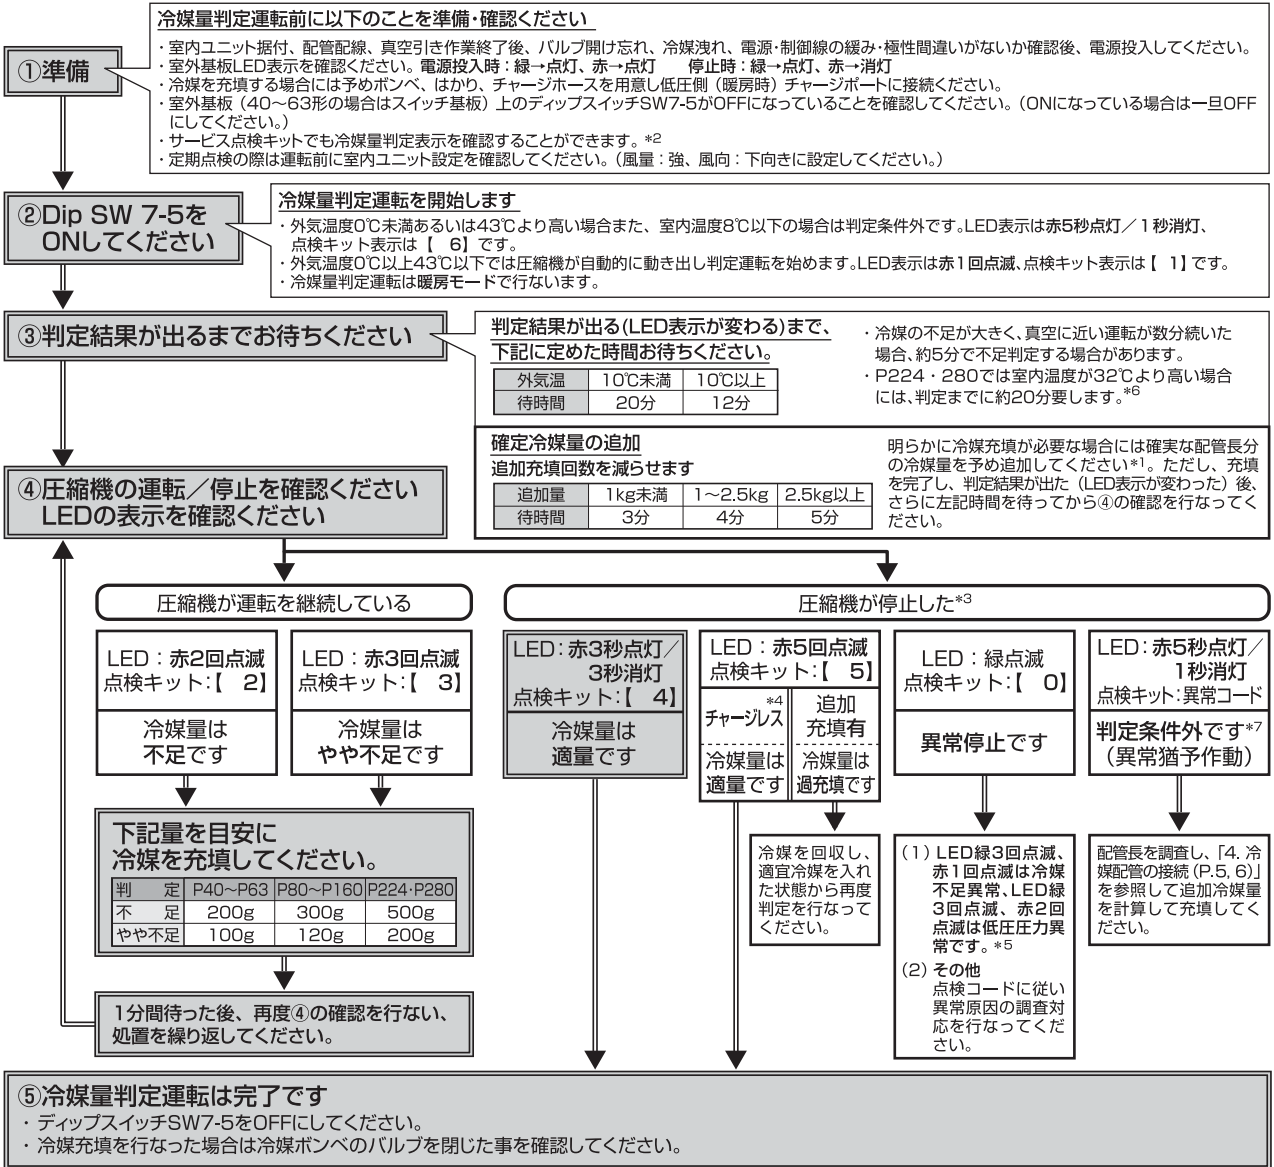 冷媒量判定運転前に以下のことを準備・確認ください
①準備
・室内ユニット据付、配管配線、真空引き作業終了後、バルブ開け忘れ、冷媒洩れ、電源・制御線の緩み・極性間違いがないか確認後、電源投入してください。
・室外基板LED表示を確認ください。電源投入時：緑→点灯、赤→点灯　停止時：緑→点灯、赤→消灯
・冷媒を充填する場合には予めボンベ、はかり、チャージホースを用意し低圧側（暖房時）チャージポートに接続ください。
・室外基板（40～63形の場合はスイッチ基板）上のディップスイッチSW7-5がOFFになっていることを確認してください。（ONになっている場合は一旦OFF
にしてください。）
・サービス点検キットでも冷媒量判定表示を確認することができます。*2
・定期点検の際は運転前に室内ユニット設定を確認してください。（風量：強、風向：下向きに設定してください。）
②Dip SW 7-5を
ONしてください
冷媒量判定運転を開始します
・外気温度0℃未満あるいは43℃より高い場合また、室内温度8℃以下の場合は判定条件外です。LED表示は赤5秒点灯／1秒消灯、
点検キット表示は【　6】です。
・外気温度0℃以上43℃以下では圧縮機が自動的に動き出し判定運転を始めます。LED表示は赤1回点滅、点検キット表示は【　1】です。
・冷媒量判定運転は暖房モードで行ないます。
③判定結果が出るまでお待ちください
判定結果が出る(LED表示が変わる)まで、
下記に定めた時間お待ちください。
外気温 10℃未満 10℃以上
待時間 20分 12分
・冷媒の不足が大きく、真空に近い運転が数分続いた
場合、約5分で不足判定する場合があります。
・P224・280では室内温度が32℃より高い場合
には、判定までに約20分要します。*6
確定冷媒量の追加
追加充填回数を減らせます
追加量 1kg未満 1～2.5kg 2.5kg以上
待時間 3分 4分 5分
明らかに冷媒充填が必要な場合には確実な配管長分
の冷媒量を予め追加してください*1。ただし、充填
を完了し、判定結果が出た（LED表示が変わった）後、
さらに左記時間を待ってから④の確認を行なってく
ださい。
④圧縮機の運転／停止を確認ください
LEDの表示を確認ください
圧縮機が運転を継続している
圧縮機が停止した*3
LED：赤2回点滅
点検キット：【　2】
冷媒量は
不足です
LED：赤3回点滅
点検キット：【　3】
冷媒量は
やや不足です
LED：赤3秒点灯／
3秒消灯
点検キット：【　4】
冷媒量は
適量です
LED：赤5回点滅
点検キット：【　5】
*4
チャージレス
冷媒量は
適量です
追加
充填有
冷媒量は
過充填です
LED：緑点滅
点検キット：【　0】
異常停止です
LED：赤5秒点灯／
1秒消灯
点検キット：異常コード
判定条件外です*7
（異常猶予作動）
下記量を目安に
冷媒を充填してください。
判　定 P40～P63 P80～P160 P224・P280
不　足 200g 300g 500g
やや不足 100g 120g 200g
1分間待った後、再度④の確認を行ない、
処置を繰り返してください。
冷媒を回収し、
適宜冷媒を入れ
た状態から再度
判定を行なって
ください。
（1）LED緑3回点滅、
赤1回点滅は冷媒
不足異常、LED緑
3回点滅、赤2回
点滅は低圧圧力異
常です。*5
（2）その他
点検コードに従い
異常原因の調査対
応を行なってくだ
さい。
配管長を調査し、「4. 冷
媒配管の接続（P.5, 6）」
を参照して追加冷媒量
を計算して充填してく
ださい。
⑤冷媒量判定運転は完了です
・ディップスイッチSW7-5をOFFにしてください。
・冷媒充填を行なった場合は冷媒ボンベのバルブを閉じた事を確認してください。